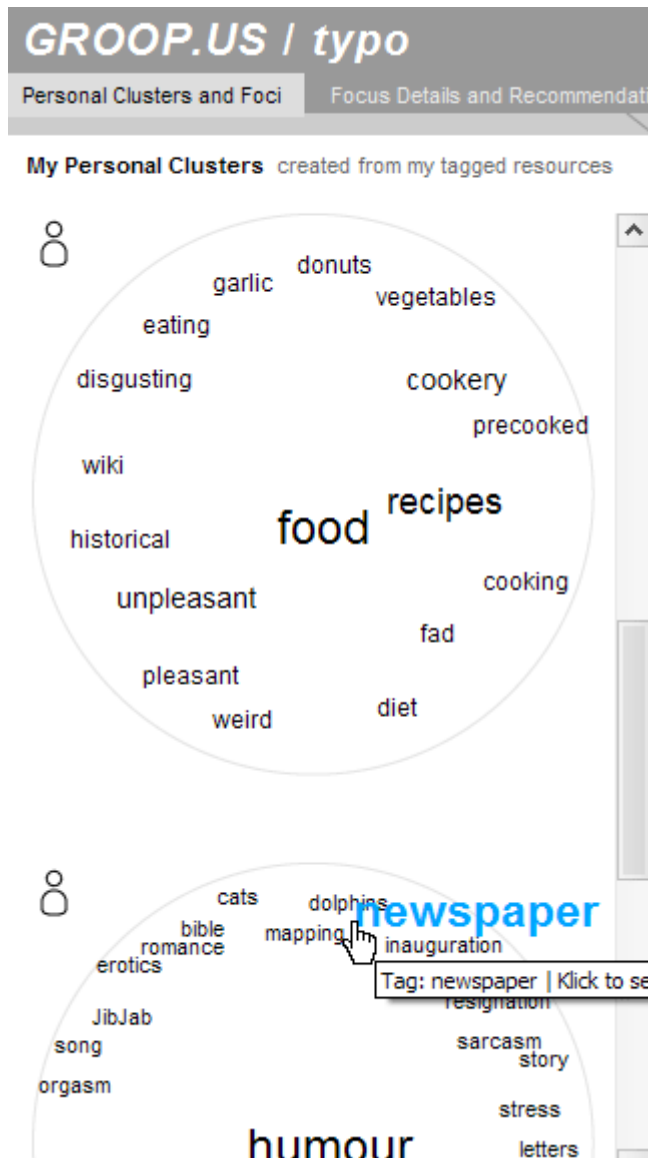 GROOP.US / typo
Personal Clusters and Foci Focus Details and Recommendati
My Personal Clusters created from my tagged resources
donuts
garlic
vegetables
eating
disgusting
cookery
precooked
wiki
recipes
food
historical
cooking
unpleasant
fad
pleasant
diet
weird
cats
dolphins
newspaper
bible
mapping
romance
inauguration
erotics
Tag: newspaper | Klick to se
resignation
JibJab
song
sarcasm
story
orgasm
stress
humour
letters